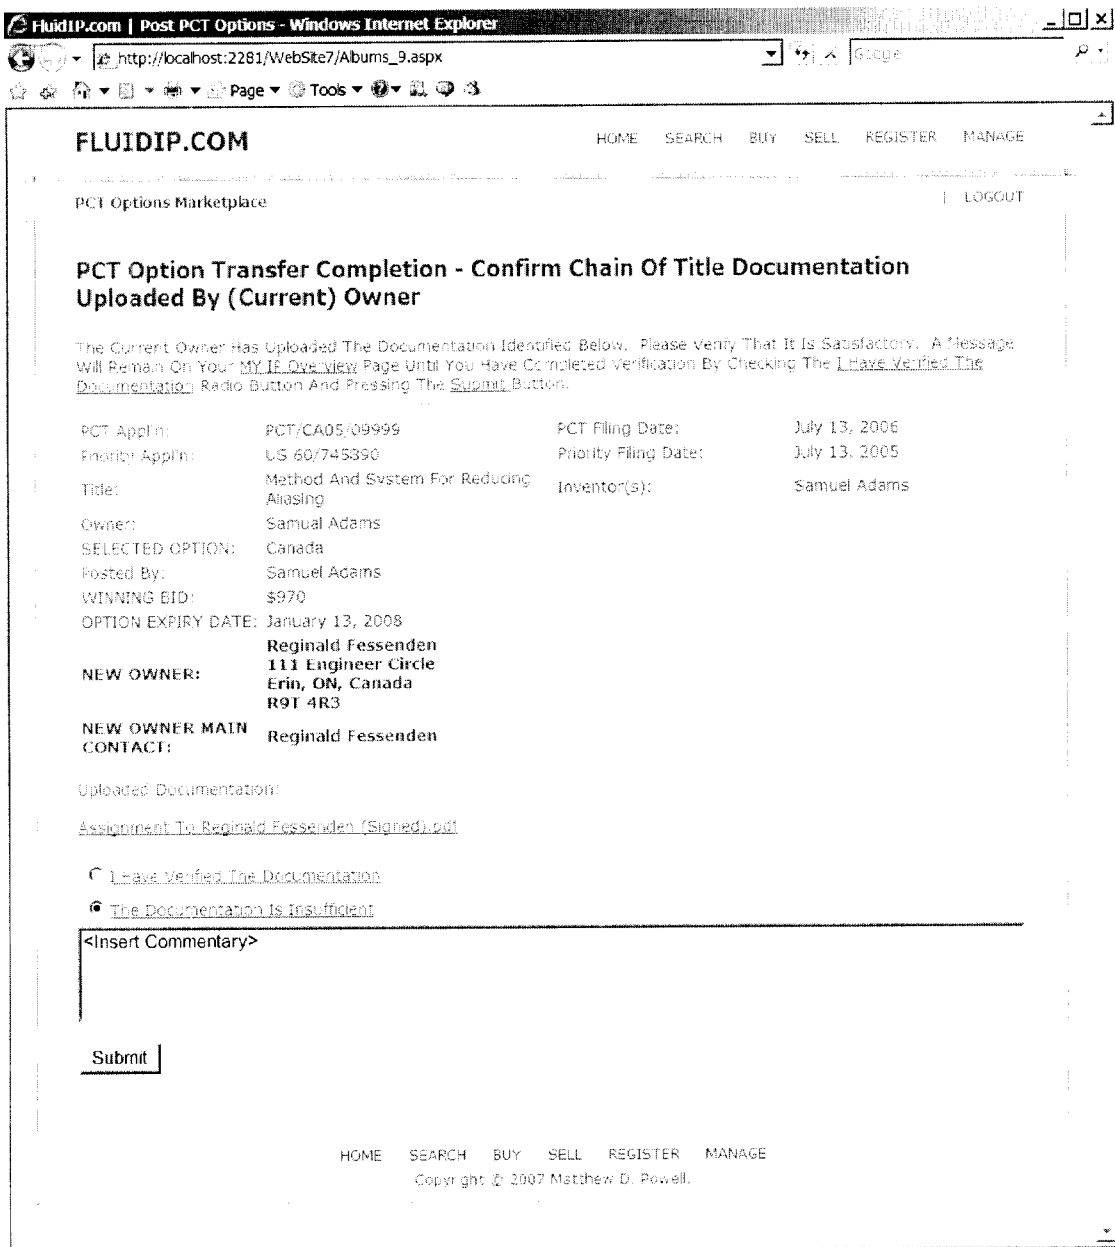 FluidIP.com | Post PCT Options - Windows Internet Explorer
http://localhost:2281/WebSite7/Albums_9.aspx
Google
Page Tools
FLUIDIP.COM
HOME SEARCH BUY SELL REGISTER MANAGE
PCT Options Marketplace
| LOGOUT
PCT Option Transfer Completion - Confirm Chain Of Title Documentation
Uploaded By (Current) Owner
The Current Owner Has Uploaded The Documentation Identified Below. Please Verify That It Is Satisfactory. A Message
Will Remain On Your MY IP Overview Page Until You Have Completed Verification By Checking The I Have Verified The
Documentation Radio Button And Pressing The Submit Button.
PCT Appl'n: PCT/CA05/09999 PCT Filing Date: July 13, 2006
Priority Appl'n: US 60/745890 Priority Filing Date: July 13, 2005
Title: Method And System For Reducing
Aliasing Inventor(s): Samuel Adams
Owner: Samual Adams
SELECTED OPTION: Canada
Posted By: Samuel Adams
WINNING BID: $970
OPTION EXPIRY DATE: January 13, 2008
NEW OWNER: Reginald Fessenden
111 Engineer Circle
Erin, ON, Canada
R9T 4R3
NEW OWNER MAIN
CONTACT: Reginald Fessenden
Uploaded Documentation:
Assignment To Reginald Fessenden (Signed).pdf
I Have Verified The Documentation
The Documentation Is Insufficient
<Insert Commentary>
Submit
HOME SEARCH BUY SELL REGISTER MANAGE
Copyright © 2007 Matthew D. Powell.